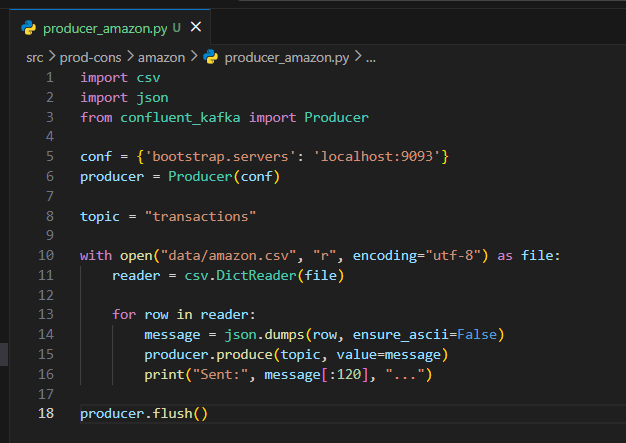 producer_amazon.py U ×
src > prod-cons > amazon > producer_amazon.py > ...
1 import csv
2 import json
3 from confluent_kafka import Producer
4
5 conf = {'bootstrap.servers': 'localhost:9093'}
6 producer = Producer(conf)
7
8 topic = "transactions"
9
10 with open("data/amazon.csv", "r", encoding="utf-8") as file:
11     reader = csv.DictReader(file)
12
13     for row in reader:
14         message = json.dumps(row, ensure_ascii=False)
15         producer.produce(topic, value=message)
16         print("Sent:", message[:120], "...")
17
18 producer.flush()